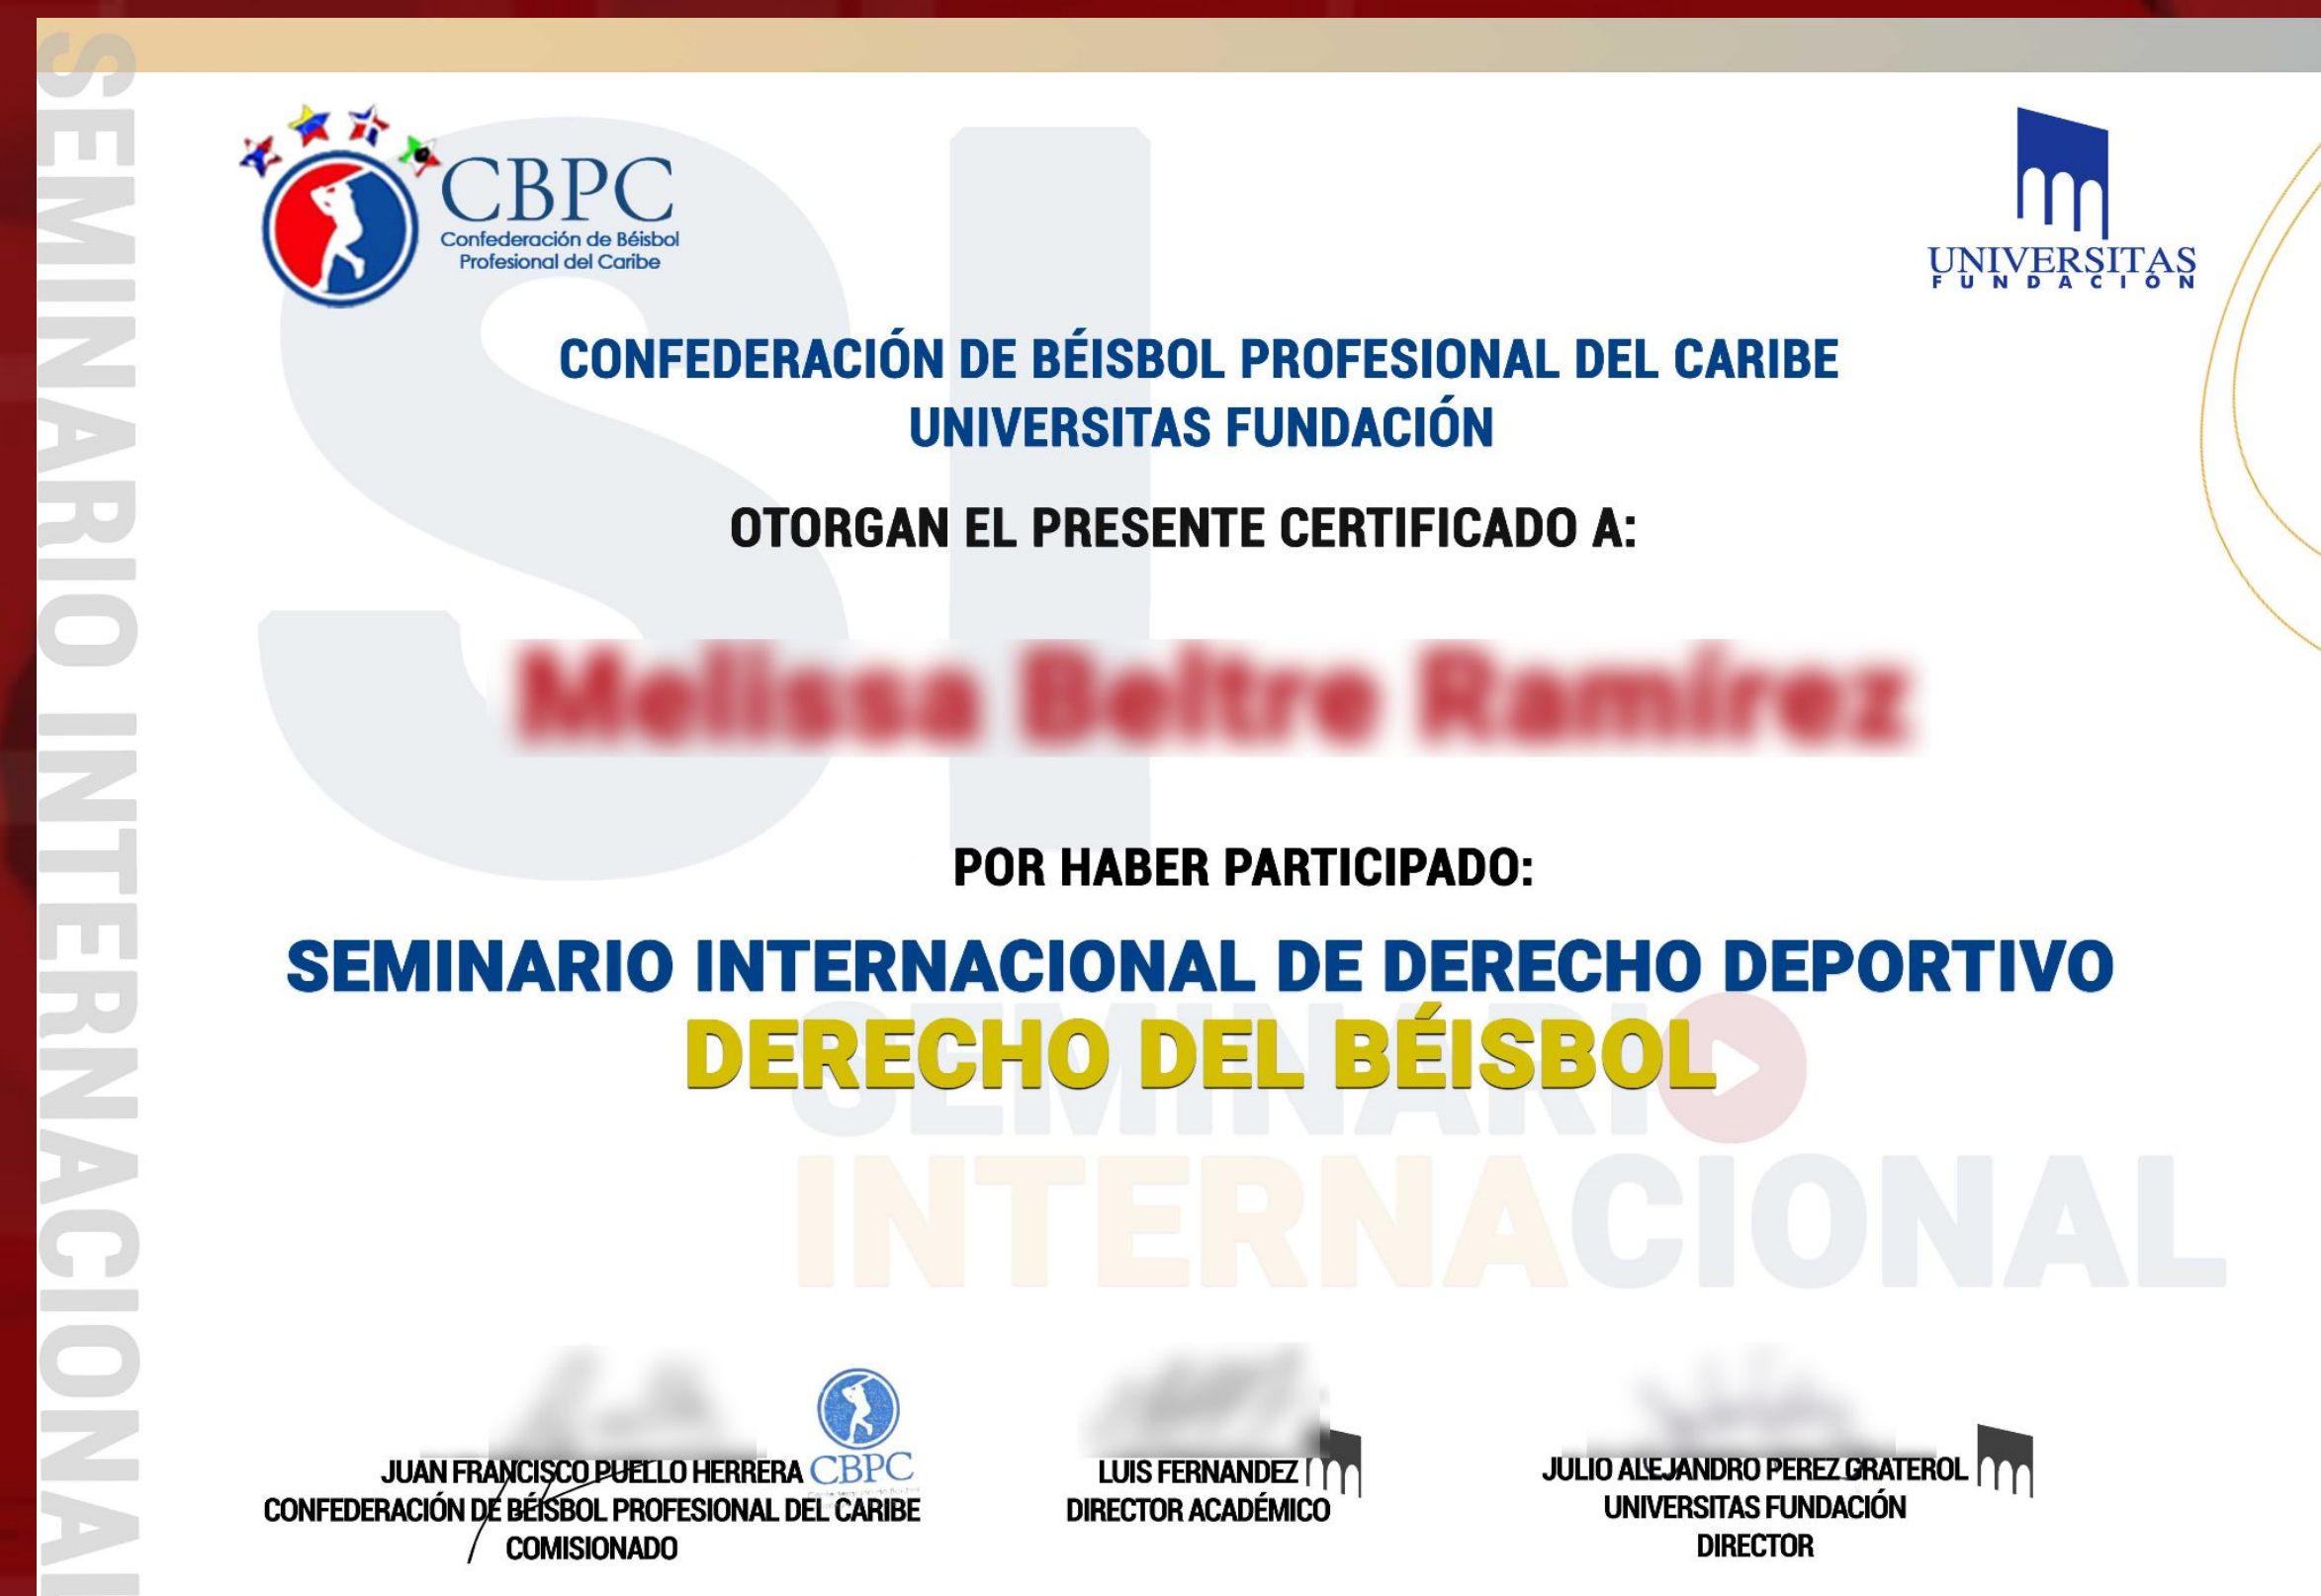 SEMINARIO INTERNACIONAL
CBPC
Confederación de Béisbol
Profesional del Caribe
UNIVERSITAS
FUNDACIÓN
CONFEDERACIÓN DE BÉISBOL PROFESIONAL DEL CARIBE
UNIVERSITAS FUNDACIÓN
OTORGAN EL PRESENTE CERTIFICADO A:
POR HABER PARTICIPADO:
SEMINARIO INTERNACIONAL DE DERECHO DEPORTIVO
DERECHO DEL BÉISBOL
SI
SEMINARIO
INTERNACIONAL
JUAN FRANCISCO PUELLO HERRERA
CONFEDERACIÓN DE BÉISBOL PROFESIONAL DEL CARIBE
COMISIONADO
CBPC
LUIS FERNANDEZ
DIRECTOR ACADÉMICO
JULIO ALEJANDRO PEREZ GRATEROL
UNIVERSITAS FUNDACIÓN
DIRECTOR